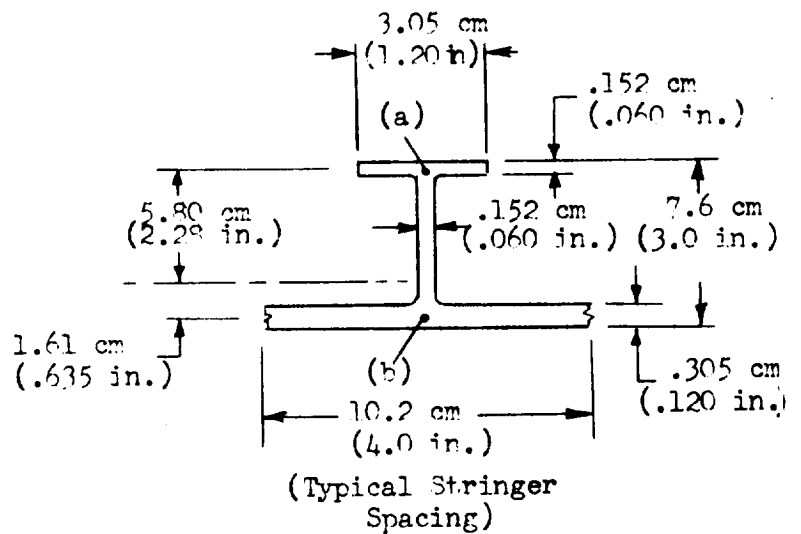 3.05 cm
(1.20 in)
.152 cm
(.060 in.)
(a)
5.80 cm
(2.28 in.)
.152 cm
(.060 in.)
7.6 cm
(3.0 in.)
1.61 cm
(.635 in.)
(b)
.305 cm
(.120 in.)
10.2 cm
(4.0 in.)
(Typical Stringer
Spacing)